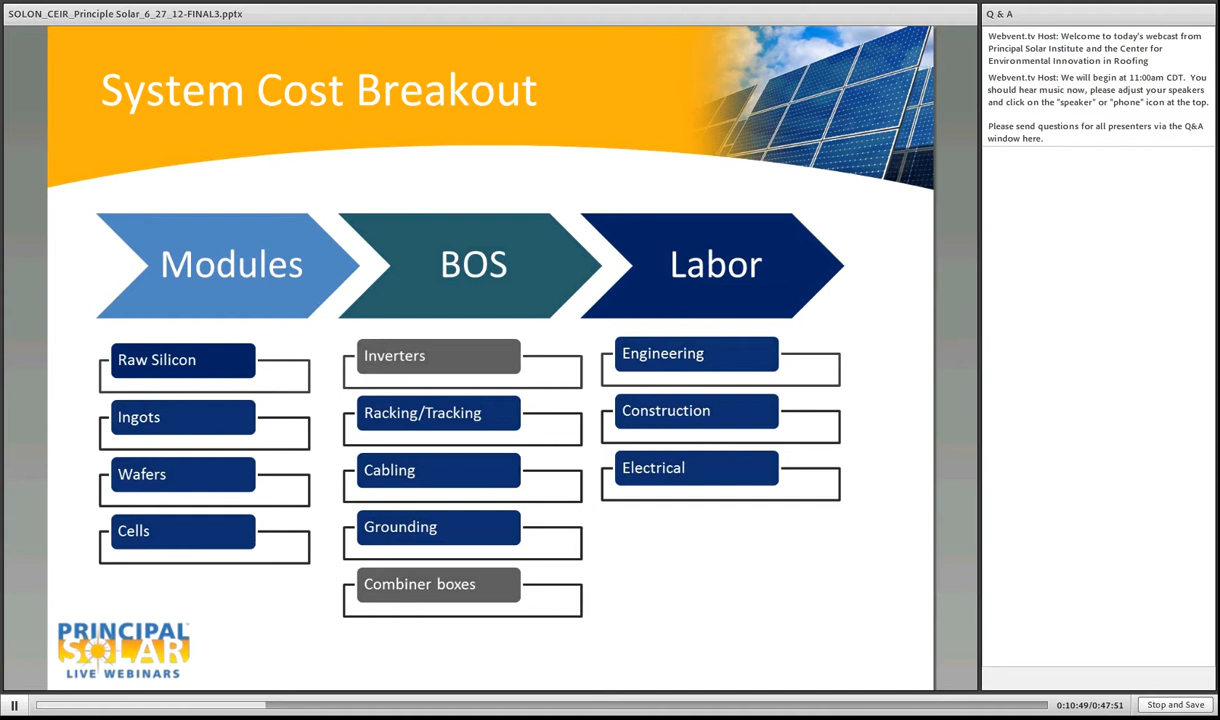 SOLON_CEIR_Principle Solar_6_27_12-FINAL3.pptx
System Cost Breakout
Modules
BOS
Labor
Raw Silicon
Ingots
Wafers
Cells
Inverters
Racking/Tracking
Cabling
Grounding
Combiner boxes
Engineering
Construction
Electrical
PRINCIPAL
SOLAR
LIVE WEBINARS
Q & A
Webvent.tv Host: Welcome to today's webcast from
Principal Solar Institute and the Center for
Environmental Innovation in Roofing
Webvent.tv Host: We will begin at 11:00am CDT. You
should hear music now, please adjust your speakers
and click on the "speaker" or "phone" icon at the top.
Please send questions for all presenters via the Q&A
window here.
0:10:49/0:47:51
Stop and Save